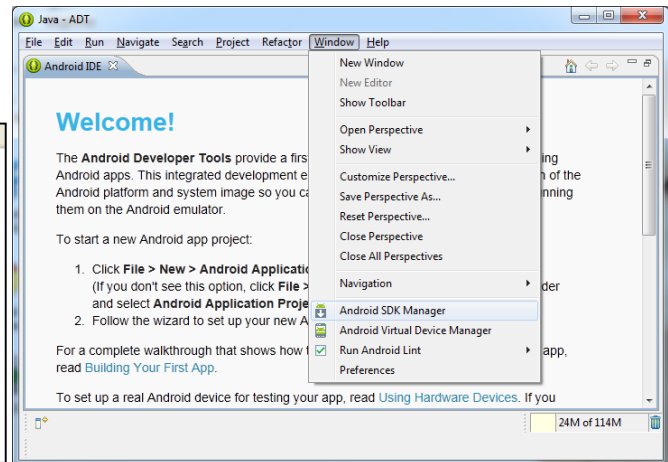 Java - ADT
File Edit Run Navigate Search Project Refactor Window Help
Android IDE
New Window
New Editor
Show Toolbar
Open Perspective
Show View
Customize Perspective...
Save Perspective As...
Reset Perspective...
Close Perspective
Close All Perspectives
Navigation
Android SDK Manager
Android Virtual Device Manager
Run Android Lint
Preferences
Welcome!
The Android Developer Tools provide a firs ing
Android apps. This integrated development e n of the
Android platform and system image so you ca nning
them on the Android emulator.
To start a new Android app project:
1. Click File > New > Android Applicatio
(If you don't see this option, click File > der
and select Android Application Proje
2. Follow the wizard to set up your new A
For a complete walkthrough that shows how t app,
read Building Your First App.
To set up a real Android device for testing your app, read Using Hardware Devices. If you
24M of 114M